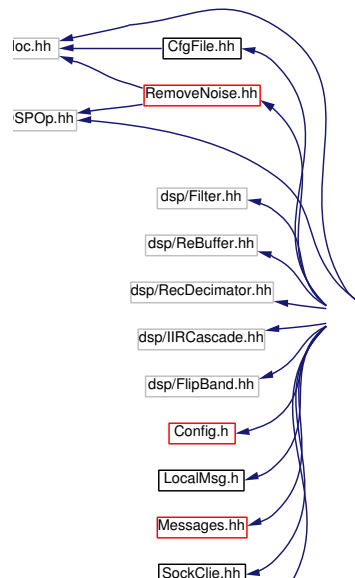 loc.hh
CfgFile.hh
RemoveNoise.hh
SPOp.hh
dsp/Filter.hh
dsp/ReBuffer.hh
dsp/RecDecimator.hh
dsp/IIRCascade.hh
dsp/FlipBand.hh
Config.h
LocalMsg.h
Messages.hh
SockClie.hh